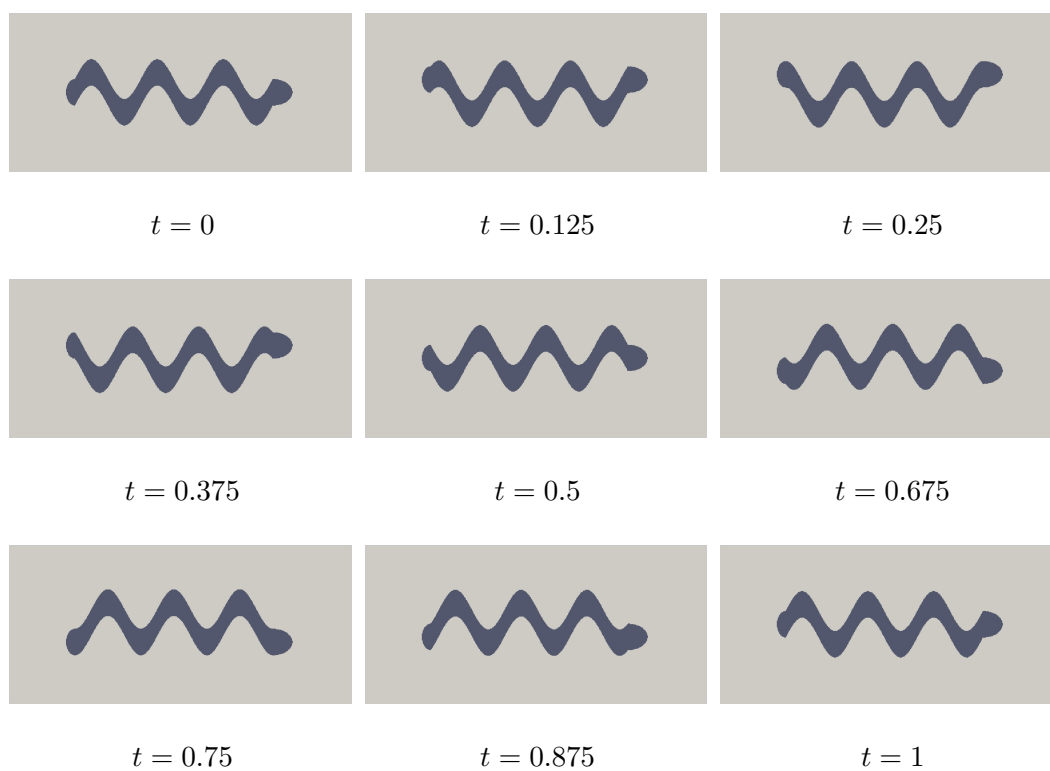 t = 0
t = 0.125
t = 0.25
t = 0.375
t = 0.5
t = 0.675
t = 0.75
t = 0.875
t = 1